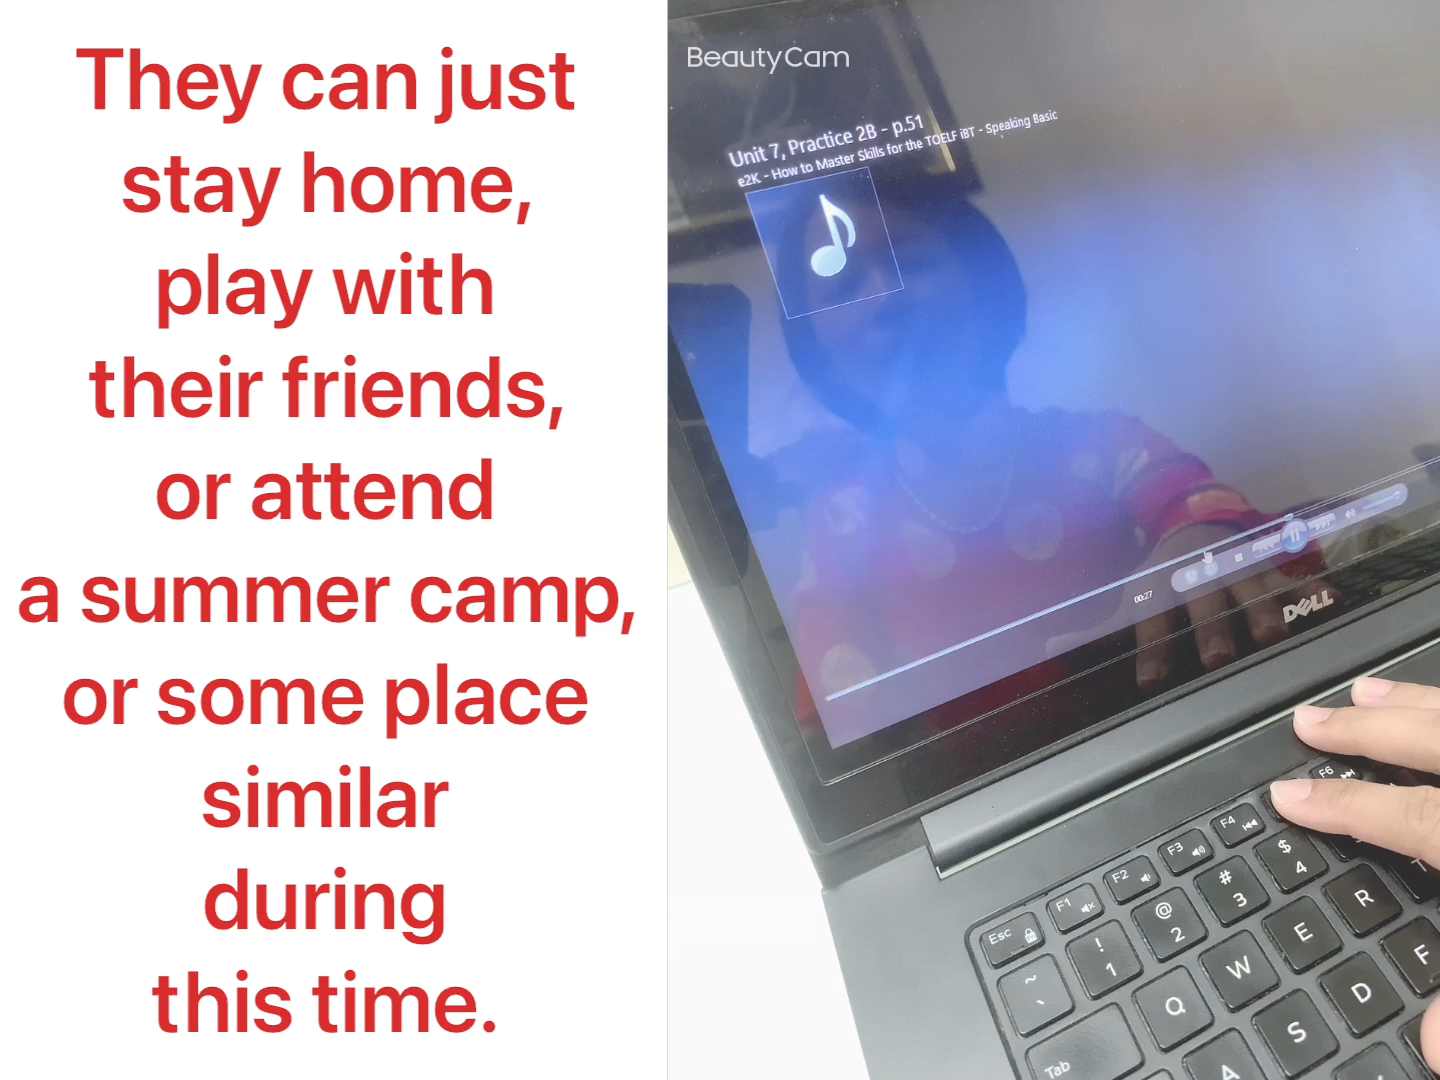 They can just
stay home,
play with
their friends,
or attend
a summer camp,
or some place
similar
during
this time.
BeautyCam
Unit 7, Practice 2B - p.51
e2K - How to Master Skills for the TOELF iBT - Speaking Basic
00:27
DELL
F6
F4
F3
F2
F1
Esc
$
4
#
3
@
2
!
1
~
`
T
R
E
W
Q
Tab
F
D
S
A